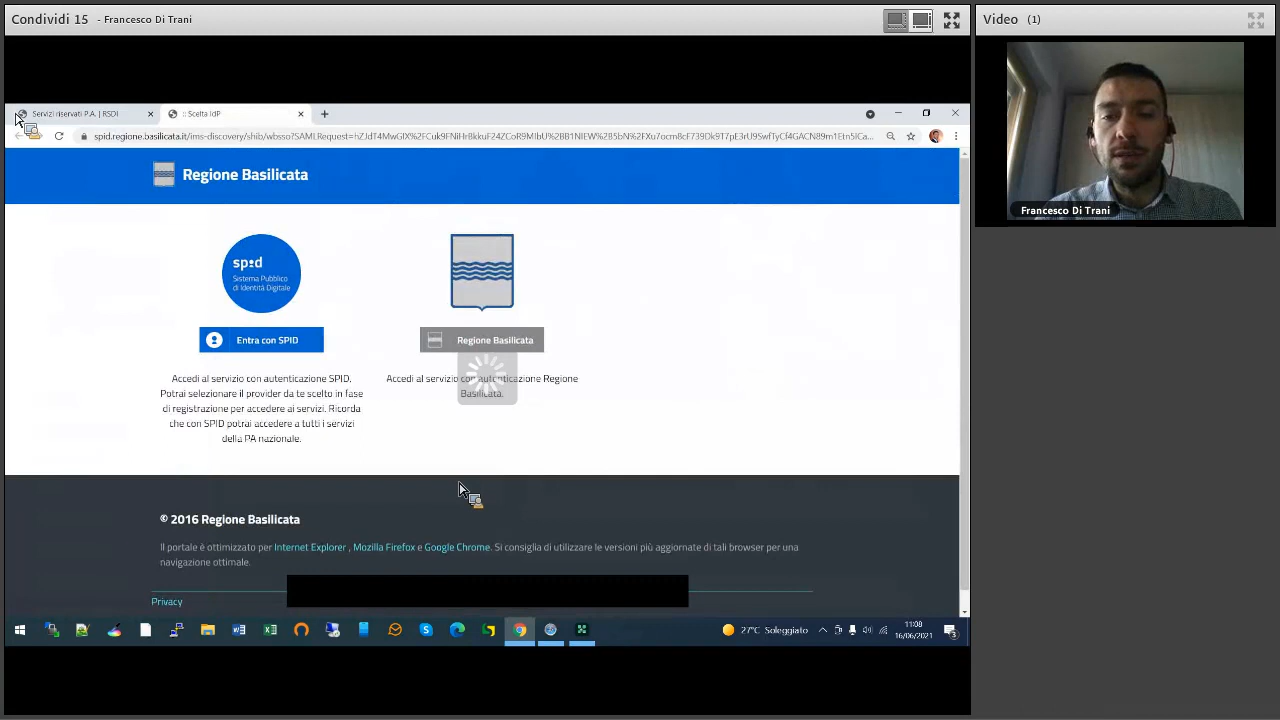 Condividi 15 - Francesco Di Trani
Video (1)
Servizi riservati P.A. | RSDI
:: Scelta IdP
Regione Basilicata
spid
Sistema Pubblico
di Identità Digitale
Entra con SPID
Regione Basilicata
Accedi al servizio con autenticazione SPID.
Potrai selezionare il provider da te scelto in fase
di registrazione per accedere ai servizi. Ricorda
che con SPID potrai accedere a tutti i servizi
della PA nazionale.
Accedi al servizio con autenticazione Regione
Basilicata.
© 2016 Regione Basilicata
Il portale è ottimizzato per Internet Explorer , Mozilla Firefox e Google Chrome. Si consiglia di utilizzare le versioni più aggiornate di tali browser per una
navigazione ottimale.
Privacy
27°C Soleggiato
11:08
16/06/2021
3
Francesco Di Trani